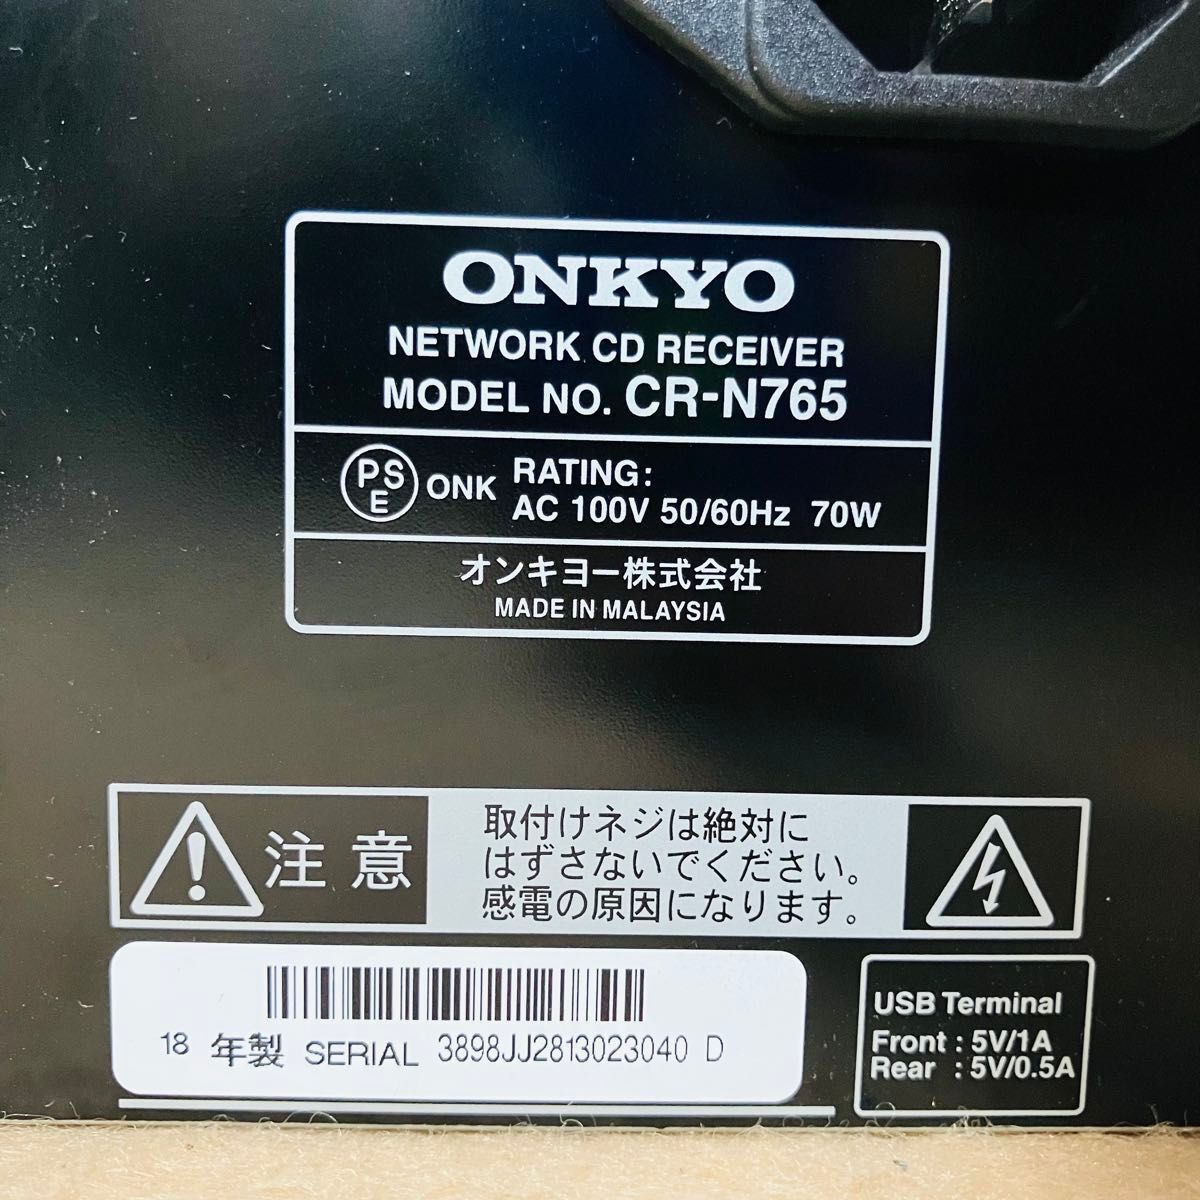 ONKYO
NETWORK CD RECEIVER
MODEL NO. CR-N765
PS
E
ONK
RATING:
AC 100V 50/60Hz 70W
オンキヨー株式会社
MADE IN MALAYSIA
注意
取付けネジは絶対に
はずさないでください。
感電の原因になります。
18 年製 SERIAL 3898JJ2813023040 D
USB Terminal
Front : 5V/1A
Rear : 5V/0.5A